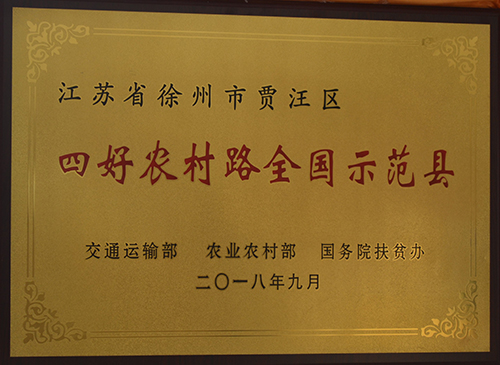 江苏省徐州市贾汪区
四好农村路全国示范县
交通运输部 农业农村部 国务院扶贫办
二〇一八年九月